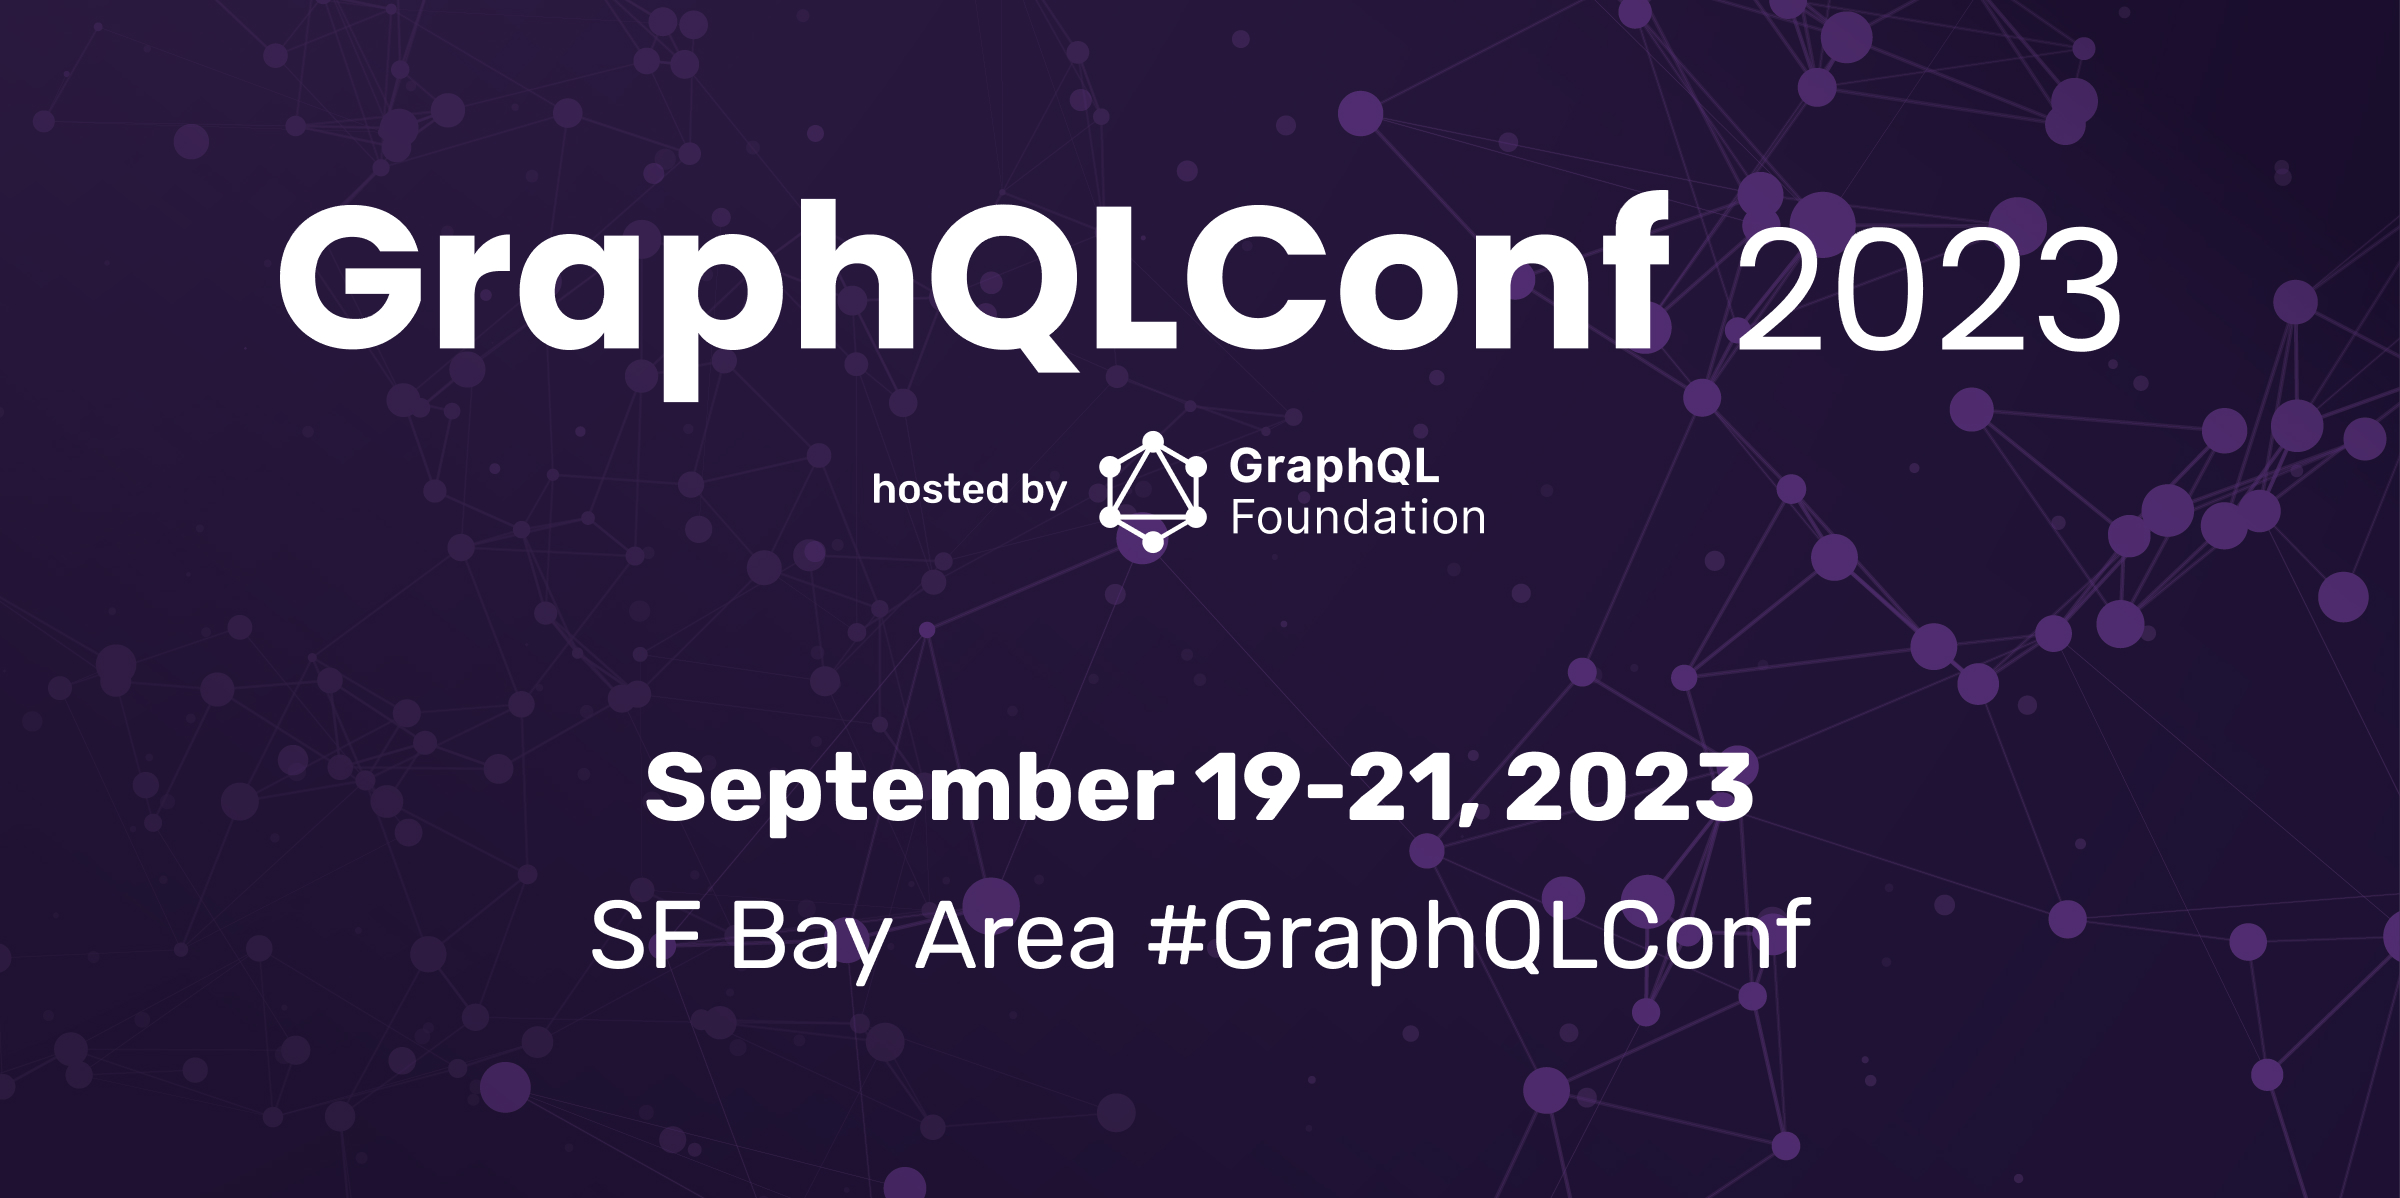 GraphQLConf 2023
hosted by
GraphQL
Foundation
September 19-21, 2023
SF Bay Area #GraphQLConf